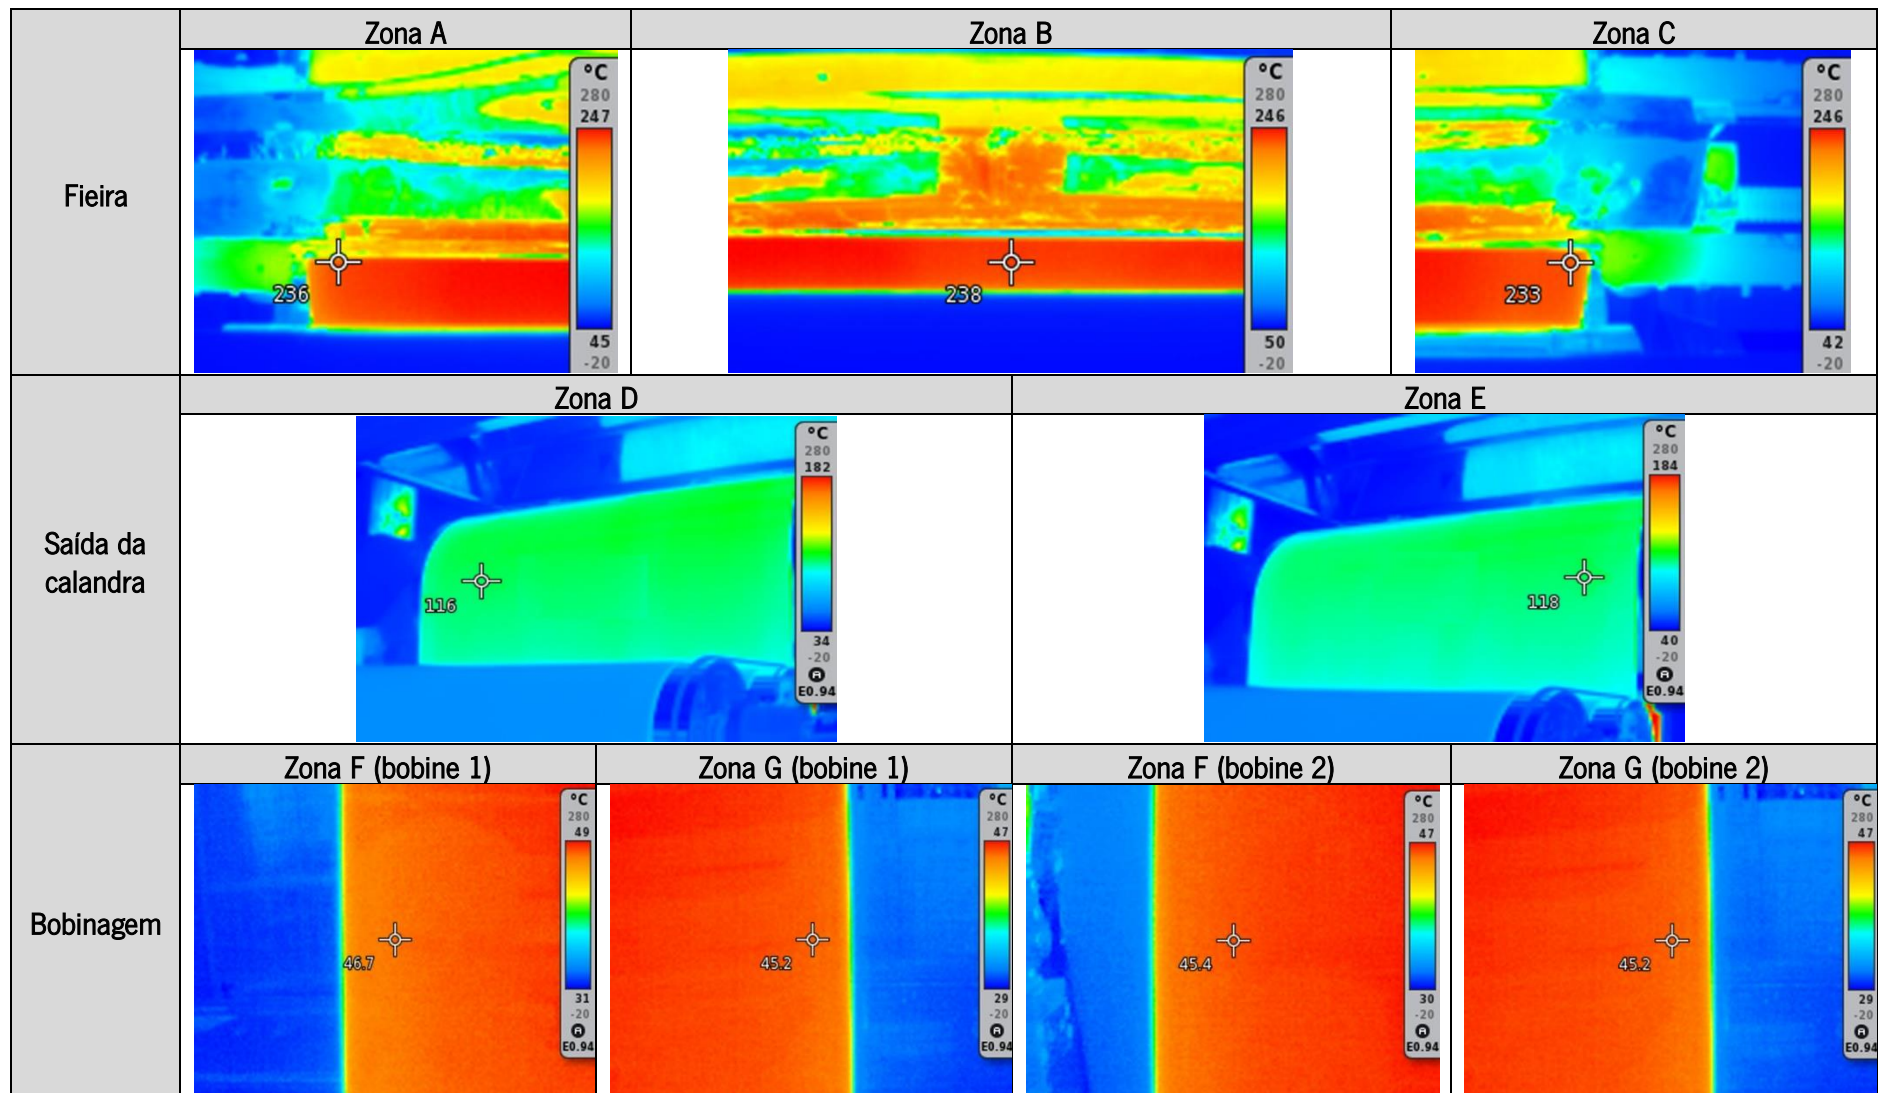 Zona A
Zona B
Zona C
Fieira
°C
280
247
236
45
-20
°C
280
246
238
50
-20
°C
280
246
233
42
-20
Zona D
Zona E
Saída da
calandra
°C
280
182
116
34
-20
A
E0.94
°C
280
184
118
40
-20
A
E0.94
Zona F (bobine 1)
Zona G (bobine 1)
Zona F (bobine 2)
Zona G (bobine 2)
Bobinagem
°C
280
49
46.7
31
-20
A
E0.94
°C
280
47
45.2
29
-20
A
E0.94
°C
280
47
45.4
30
-20
A
E0.94
°C
280
47
45.2
29
-20
A
E0.94